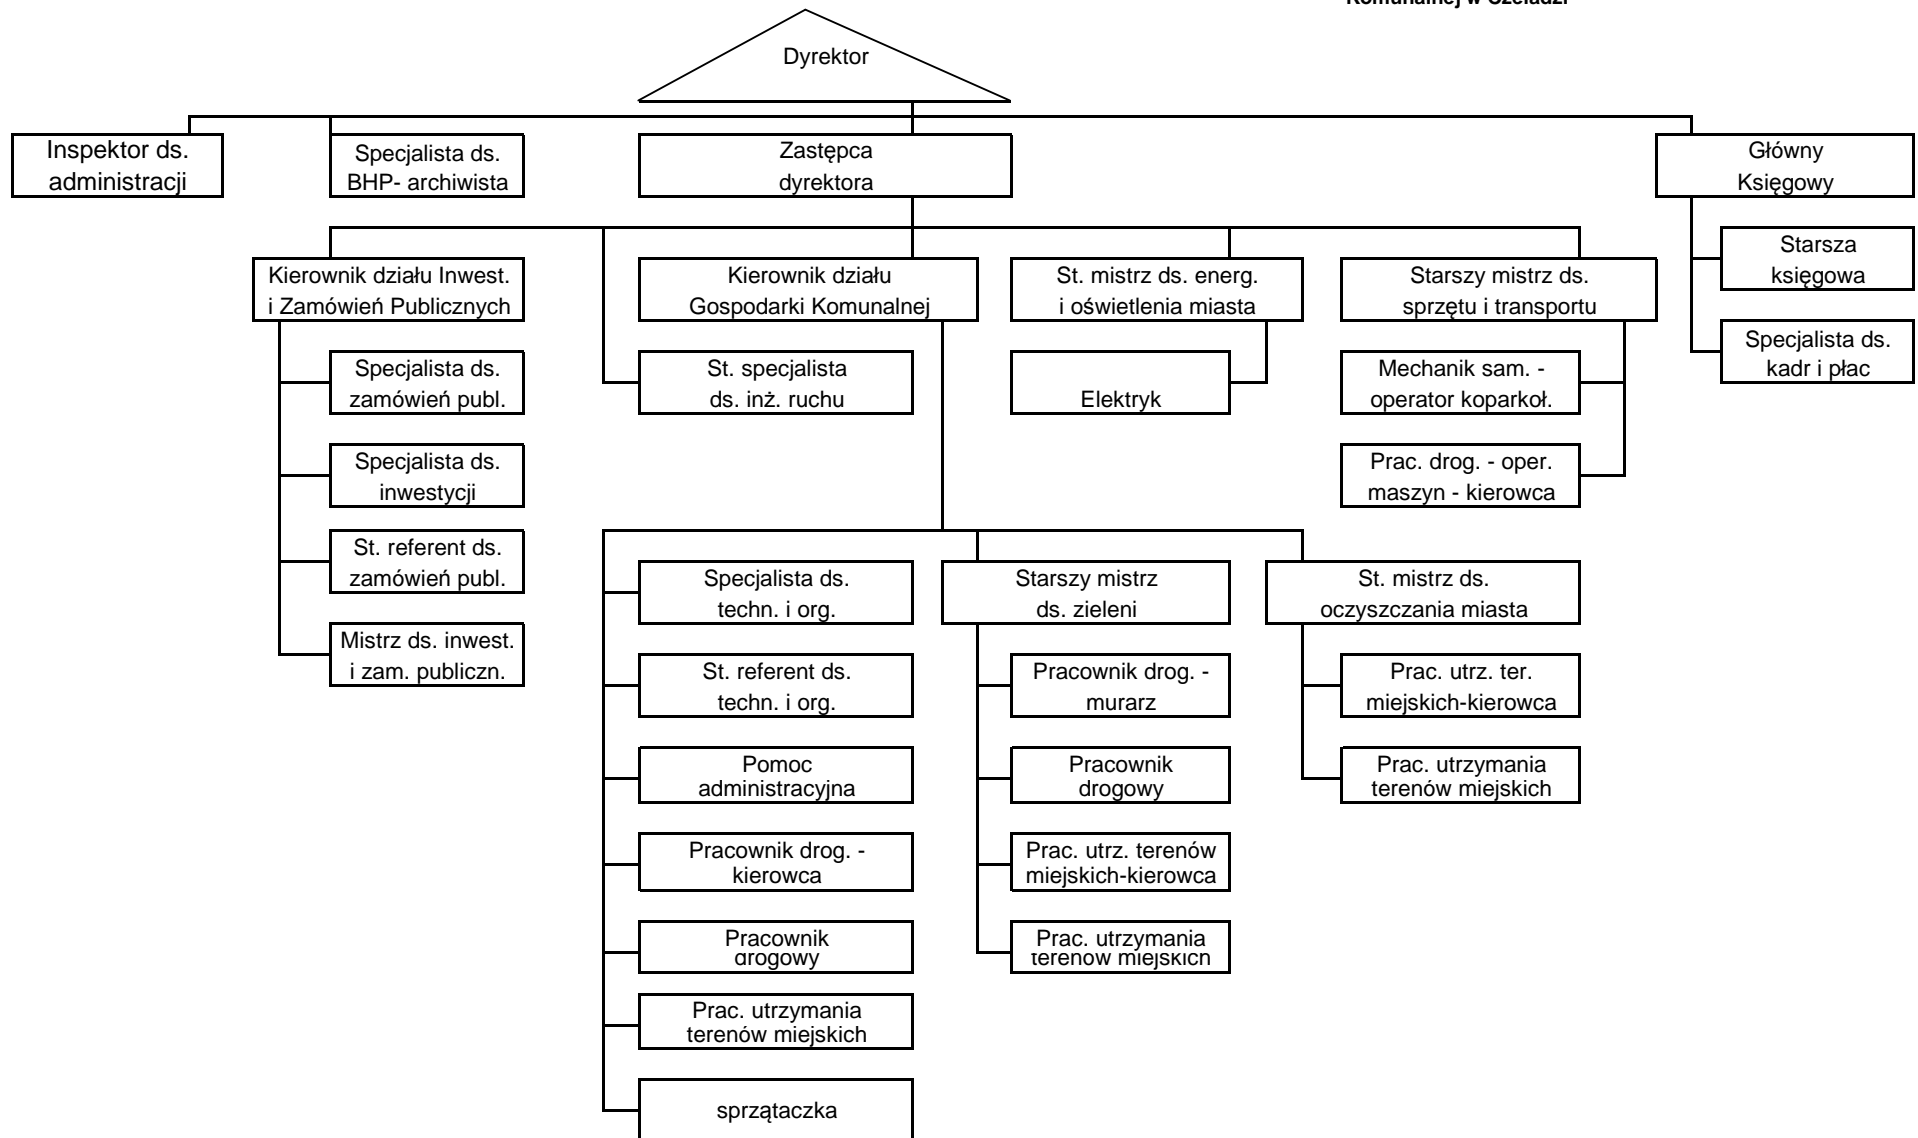 Komunalnej w Czeladzi
Dyrektor
Inspektor ds.
administracji
Specjalista ds.
BHP- archiwista
Zastępca
dyrektora
Główny
Księgowy
Kierownik działu Inwest.
i Zamówień Publicznych
Kierownik działu
Gospodarki Komunalnej
St. mistrz ds. energ.
i oświetlenia miasta
Starszy mistrz ds.
sprzętu i transportu
Starsza
księgowa
Specjalista ds.
zamówień publ.
St. specjalista
ds. inż. ruchu
Elektryk
Mechanik sam. -
operator koparkoł.
Specjalista ds.
kadr i płac
Specjalista ds.
inwestycji
Prac. drog. - oper.
maszyn - kierowca
St. referent ds.
zamówień publ.
Mistrz ds. inwest.
i zam. publiczn.
Specjalista ds.
techn. i org.
Starszy mistrz
ds. zieleni
St. mistrz ds.
oczyszczania miasta
St. referent ds.
techn. i org.
Pracownik drog. -
murarz
Prac. utrz. ter.
miejskich-kierowca
Pomoc
administracyjna
Pracownik
drogowy
Prac. utrzymania
terenów miejskich
Pracownik drog. -
kierowca
Prac. utrz. terenów
miejskich-kierowca
Pracownik
drogowy
Prac. utrzymania
terenów miejskich
Prac. utrzymania
terenów miejskich
sprzątaczka